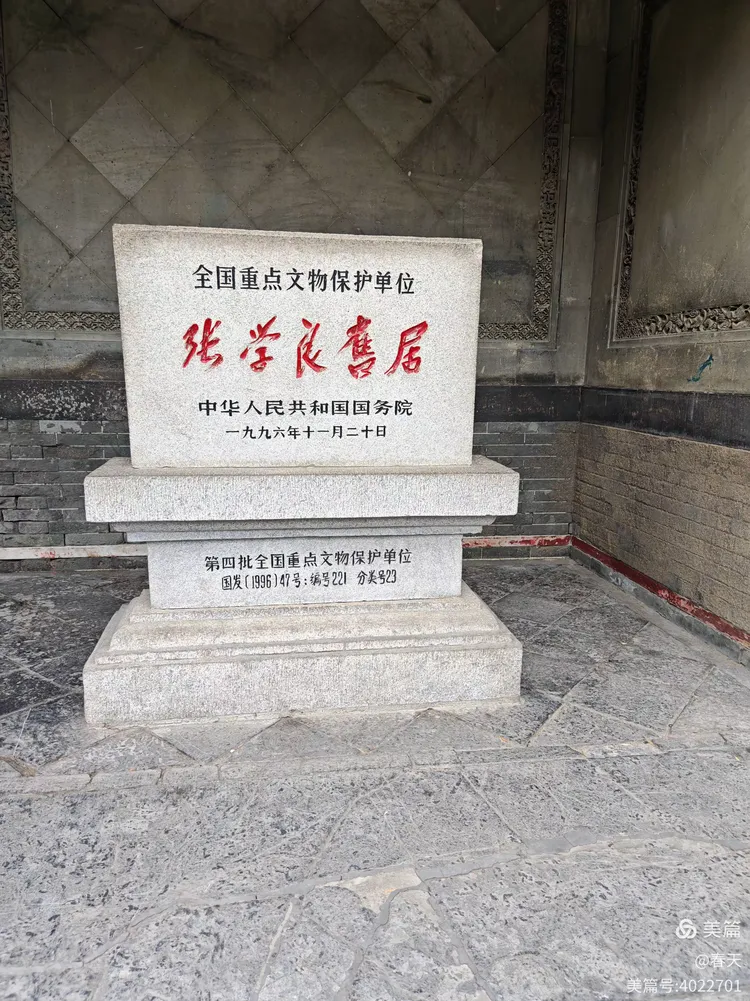 全国重点文物保护单位
张学良舊居
中华人民共和国国务院
一九九六年十一月二十日
第四批全国重点文物保护单位
国发(1996)47号:编号221 分类号23
美篇
@春天
美篇号:4022701